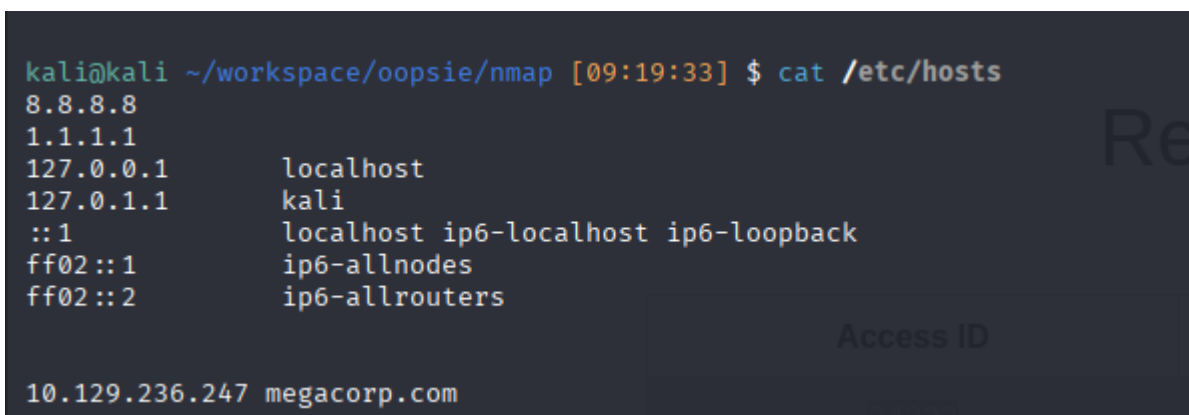 kali@kali ~/workspace/oopsie/nmap [09:19:33] $ cat /etc/hosts
8.8.8.8
1.1.1.1
127.0.0.1 localhost
127.0.1.1 kali
::1 localhost ip6-localhost ip6-loopback
ff02::1 ip6-allnodes
ff02::2 ip6-allrouters
Re
Access ID
10.129.236.247 megacorp.com